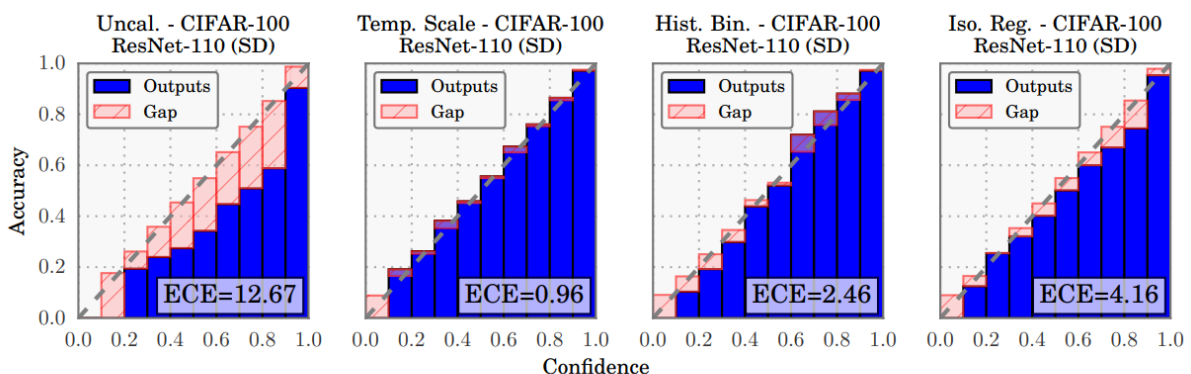 Uncal. - CIFAR-100
ResNet-110 (SD)
Temp. Scale - CIFAR-100
ResNet-110 (SD)
Hist. Bin. - CIFAR-100
ResNet-110 (SD)
Iso. Reg. - CIFAR-100
ResNet-110 (SD)
Accuracy
1.0
0.8
0.6
0.4
0.2
0.0
Outputs
Gap
ECE=12.67
0.0 0.2 0.4 0.6 0.8 1.0
Outputs
Gap
ECE=0.96
0.0 0.2 0.4 0.6 0.8 1.0
Outputs
Gap
ECE=2.46
0.0 0.2 0.4 0.6 0.8 1.0
Outputs
Gap
ECE=4.16
0.0 0.2 0.4 0.6 0.8 1.0
Confidence